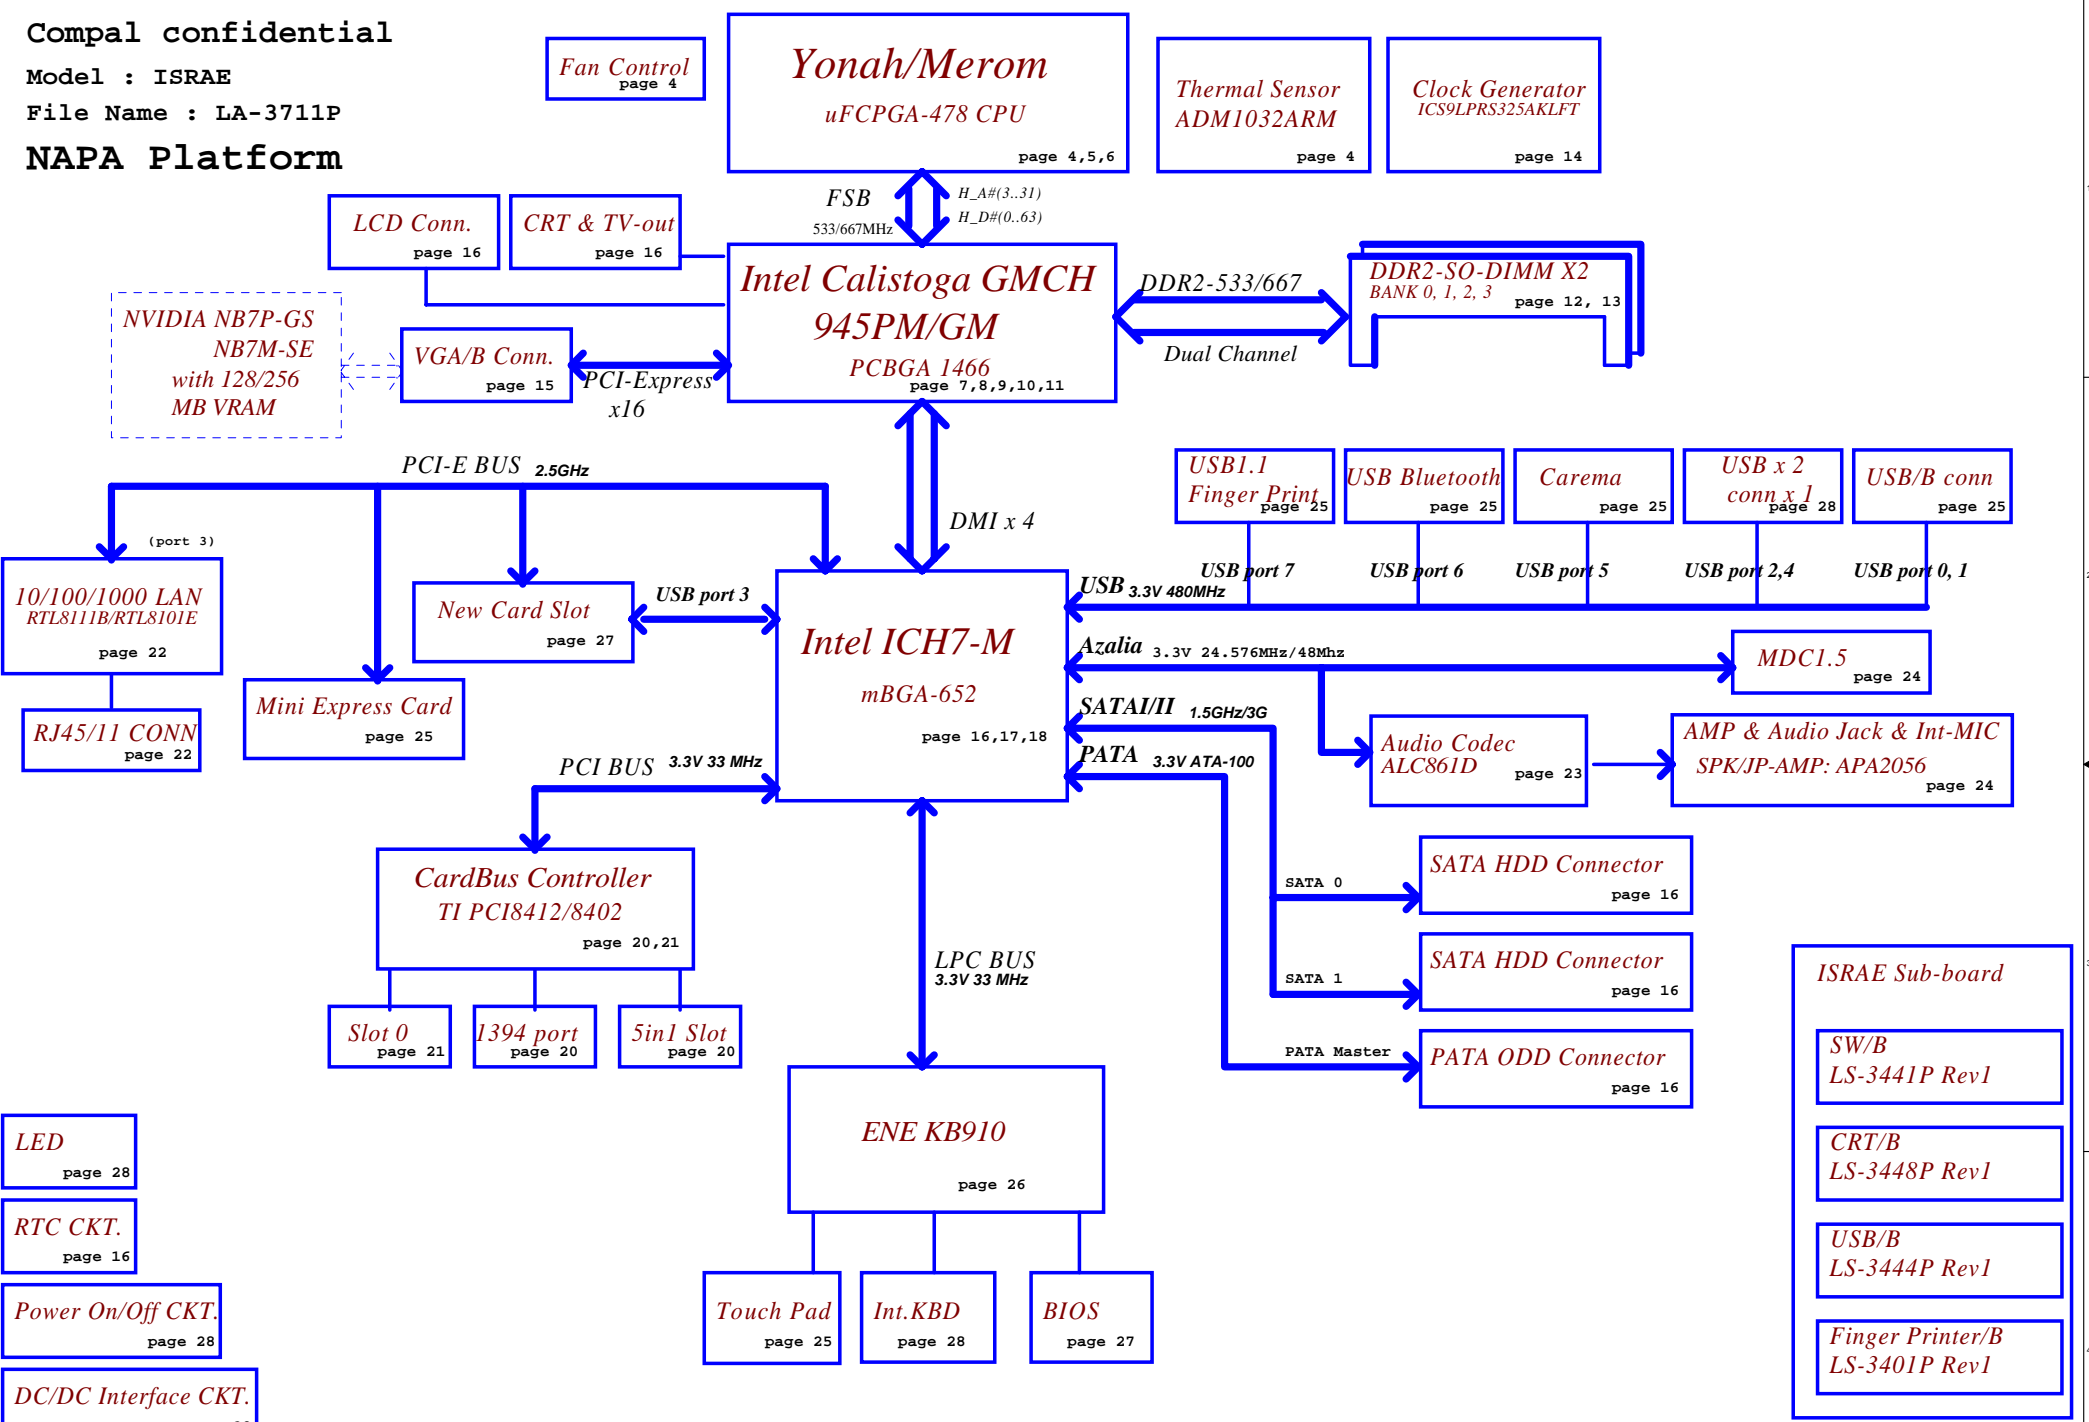 Compal confidential
Model : ISRAE
File Name : LA-3711P
NAPA Platform
Fan Control
page 4
Yonah/Merom
uFCPGA-478 CPU
page 4,5,6
Thermal Sensor
ADM1032ARM
page 4
Clock Generator
ICS9LPRS325AKLFT
page 14
FSB
533/667MHz
H_A#(3..31)
H_D#(0..63)
LCD Conn.
page 16
CRT & TV-out
page 16
Intel Calistoga GMCH
945PM/GM
PCBGA 1466
page 7,8,9,10,11
DDR2-533/667
Dual Channel
DDR2-SO-DIMM X2
BANK 0, 1, 2, 3
page 12, 13
NVIDIA NB7P-GS
NB7M-SE
with 128/256
MB VRAM
VGA/B Conn.
page 15
PCI-Express
x16
PCI-E BUS 2.5GHz
DMI x 4
USB1.1
Finger Print
page 25
USB Bluetooth
page 25
Carema
page 25
USB x 2
conn x 1
page 28
USB/B conn
page 25
(port 3)
10/100/1000 LAN
RTL8111B/RTL8101E
page 22
RJ45/11 CONN
page 22
Mini Express Card
page 25
New Card Slot
page 27
USB port 3
Intel ICH7-M
mBGA-652
page 16,17,18
USB port 7
USB port 6
USB port 5
USB port 2,4
USB port 0, 1
USB 3.3V 480MHz
Azalia 3.3V 24.576MHz/48Mhz
MDC1.5
page 24
SATAI/II 1.5GHz/3G
PATA 3.3V ATA-100
Audio Codec
ALC861D
page 23
AMP & Audio Jack & Int-MIC
SPK/JP-AMP: APA2056
page 24
PCI BUS 3.3V 33 MHz
CardBus Controller
TI PCI8412/8402
page 20,21
Slot 0
page 21
1394 port
page 20
5in1 Slot
page 20
LPC BUS
3.3V 33 MHz
SATA 0
SATA HDD Connector
page 16
SATA 1
SATA HDD Connector
page 16
PATA Master
PATA ODD Connector
page 16
ENE KB910
page 26
Touch Pad
page 25
Int.KBD
page 28
BIOS
page 27
LED
page 28
RTC CKT.
page 16
Power On/Off CKT.
page 28
DC/DC Interface CKT.
ISRAE Sub-board
SW/B
LS-3441P Rev1
CRT/B
LS-3448P Rev1
USB/B
LS-3444P Rev1
Finger Printer/B
LS-3401P Rev1